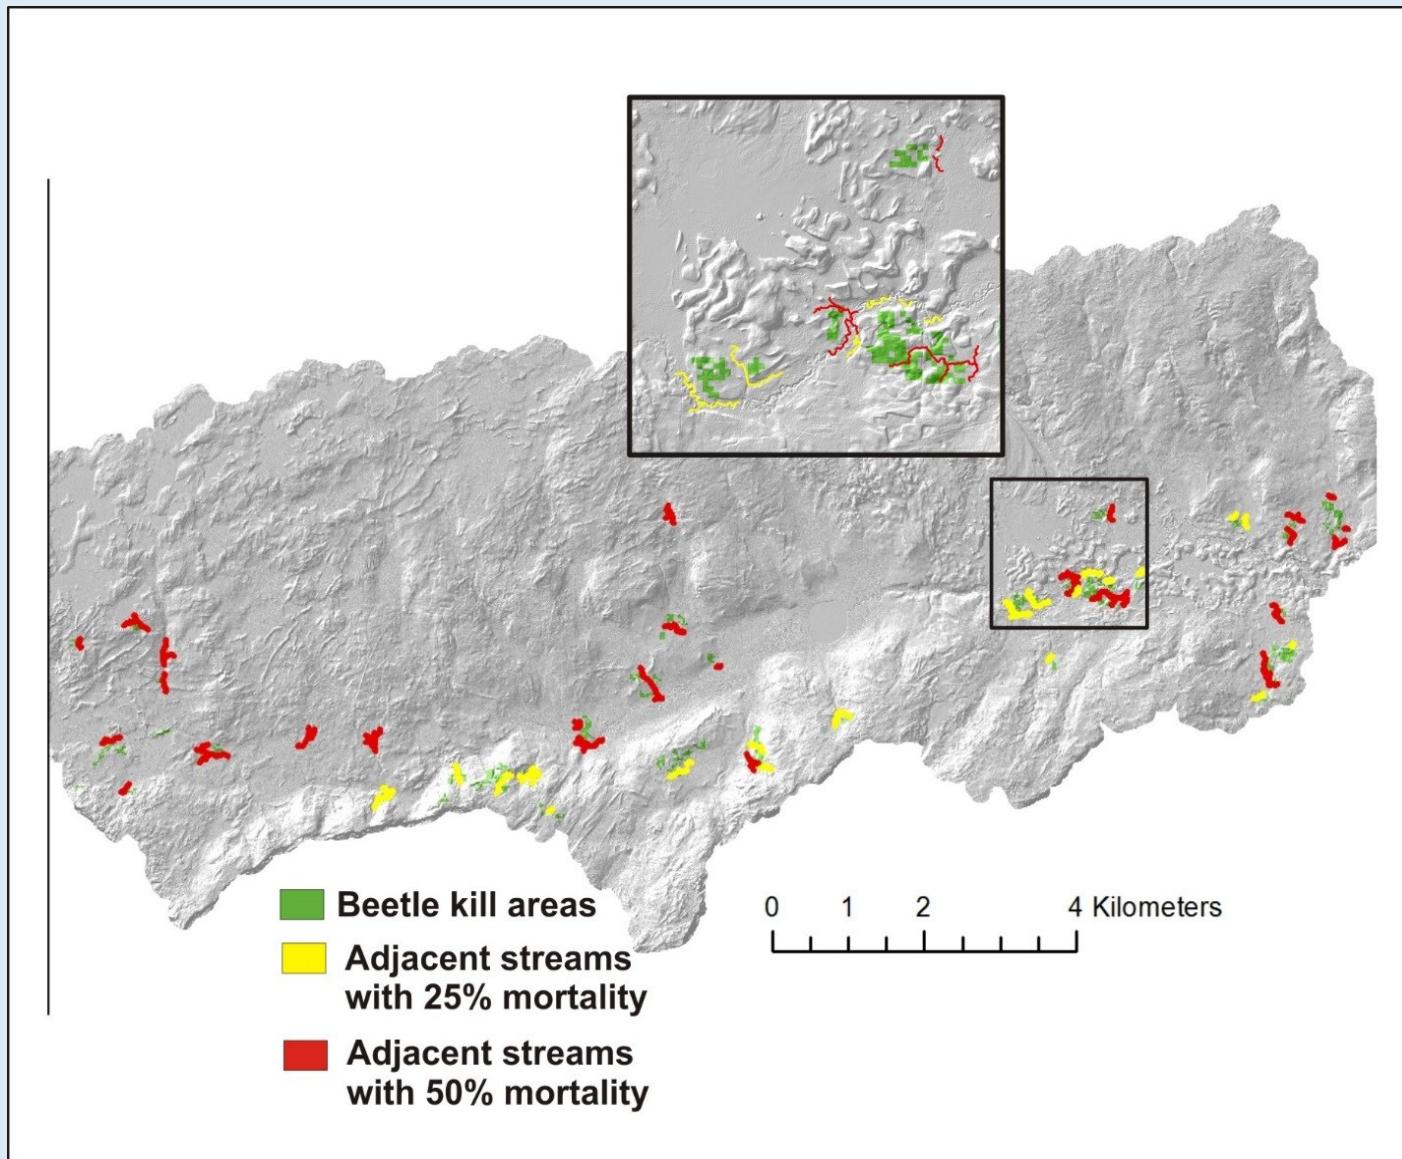 Beetle kill areas
Adjacent streams
with 25% mortality
Adjacent streams
with 50% mortality
0 1 2 4 Kilometers